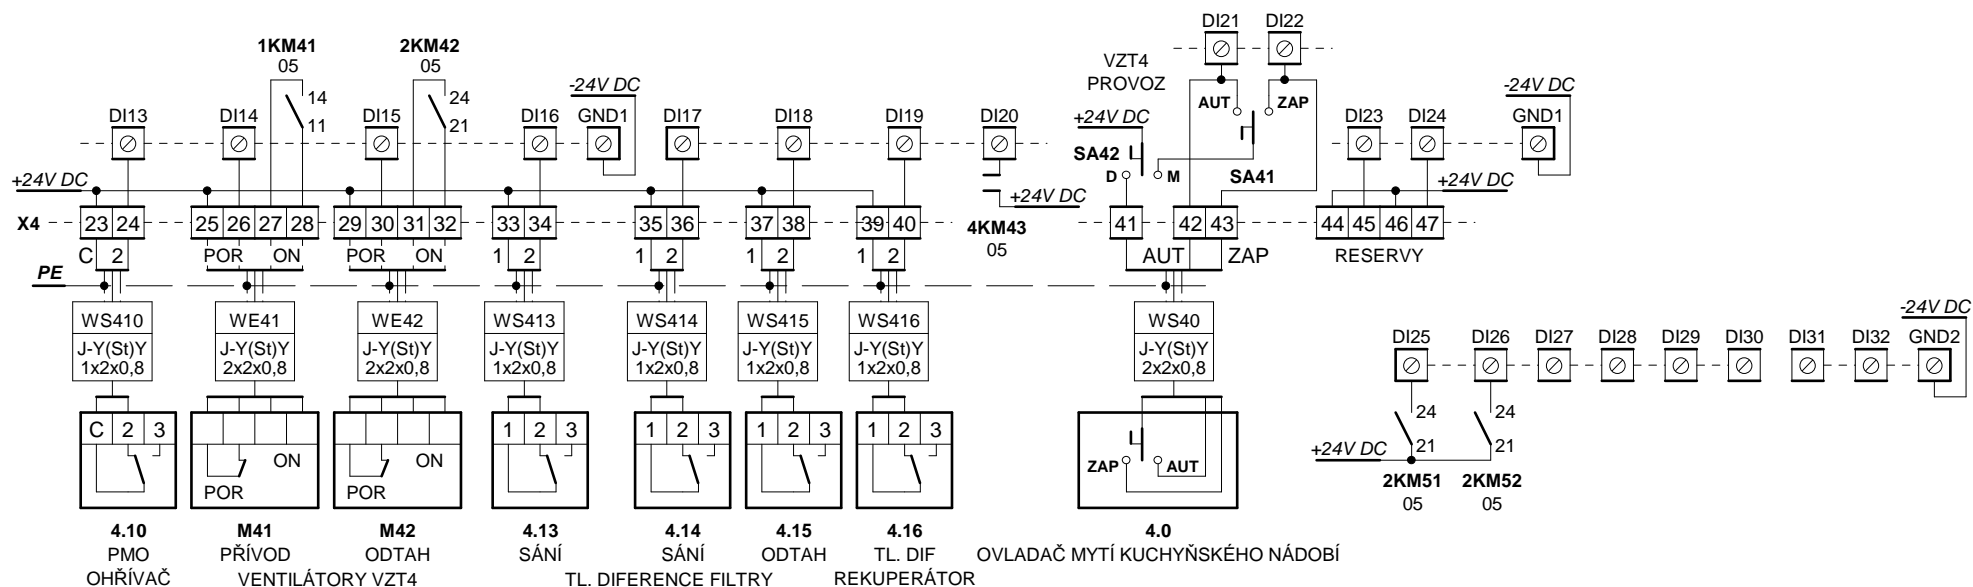 DI21 DI22
1KM41 2KM42
05 05
VZT4
PROVOZ
-24V DC -24V DC
14 24
11 21
AUT ZAP
DI13 DI14 DI15 DI16 GND1 DI17 DI18 DI19 DI20 +24V DC DI23 DI24 GND1
SA42
D M SA41
+24V DC +24V DC +24V DC
X4 23 24 25 26 27 28 29 30 31 32 33 34 35 36 37 38 39 40 4KM43 41 42 43 44 45 46 47
05
C 2 POR ON POR ON 1 2 1 2 1 2 1 2 AUT ZAP RESERVY
PE
WS410 WE41 WE42 WS413 WS414 WS415 WS416 WS40
J-Y(St)Y J-Y(St)Y J-Y(St)Y J-Y(St)Y J-Y(St)Y J-Y(St)Y J-Y(St)Y J-Y(St)Y
1x2x0,8 2x2x0,8 2x2x0,8 1x2x0,8 1x2x0,8 1x2x0,8 1x2x0,8 2x2x0,8
-24V DC
DI25 DI26 DI27 DI28 DI29 DI30 DI31 DI32 GND2
24 24
21 21
+24V DC
2KM51 2KM52
05 05
C 2 3 1 2 3 1 2 3 1 2 3 1 2 3
ON ON
POR POR
ZAP AUT
4.10 M41 M42 4.13 4.14 4.15 4.16 4.0
PMO PŘÍVOD ODTAH SÁNÍ SÁNÍ ODTAH TL. DIF OVLADAČ MYTÍ KUCHYŇSKÉHO NÁDOBÍ
OHŘÍVAČ VENTILÁTORY VZT4 TL. DIFERENCE FILTRY REKUPERÁTOR